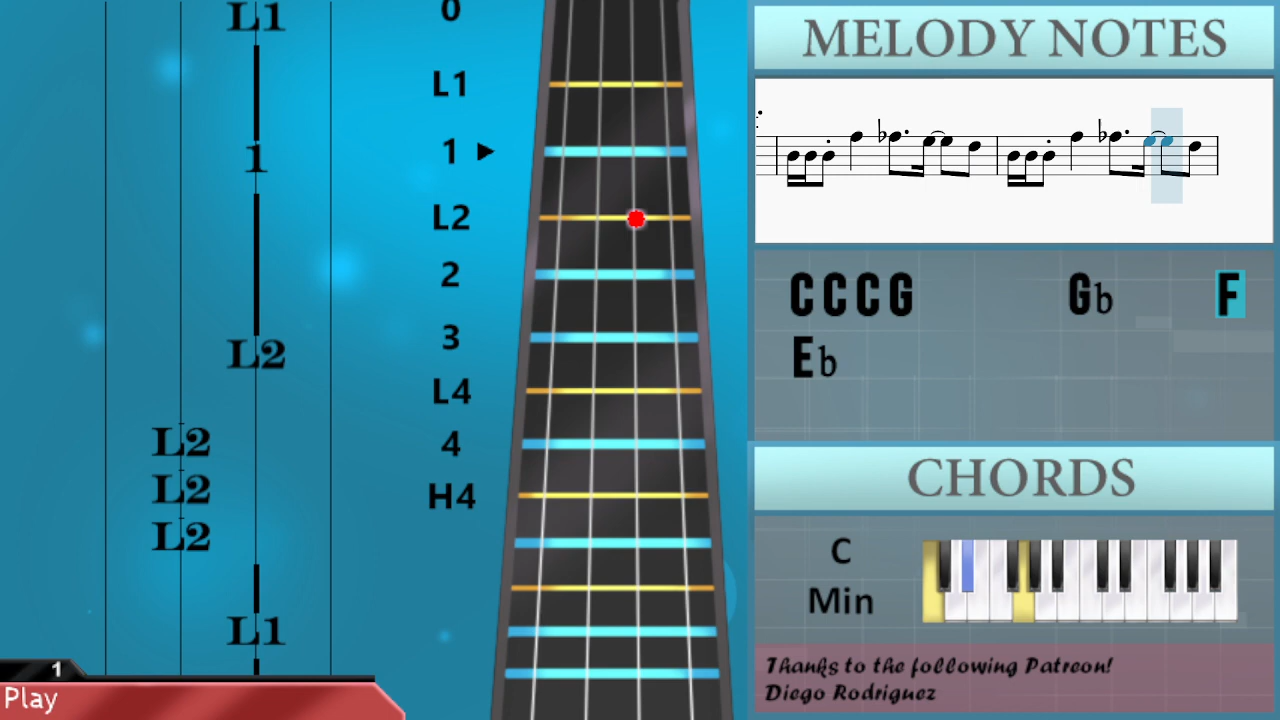 L1
1
L2
L2
L2
L2
L1
1
Play
0
L1
1
L2
2
3
L4
4
H4
MELODY NOTES
C C C G Gb F
Eb
CHORDS
C
Min
Thanks to the following Patreon!
Diego Rodriguez